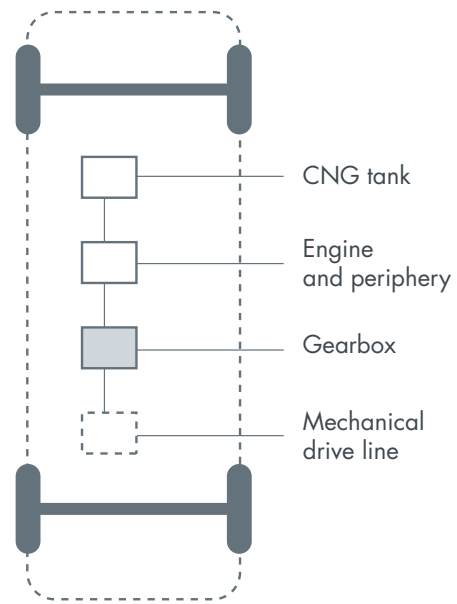 CNG tank
Engine
and periphery
Gearbox
Mechanical
drive line